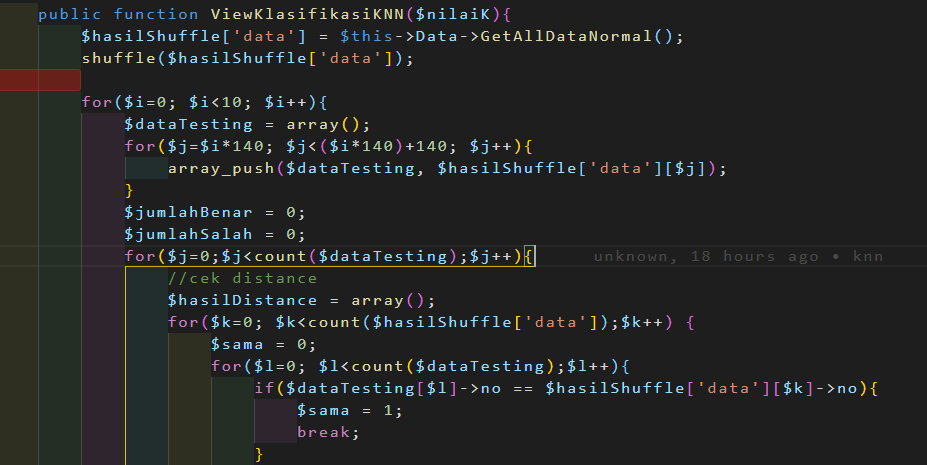 public function ViewKlasifikasiKNN($nilaiK){
$hasilShuffle['data'] = $this->Data->GetAllDataNormal();
shuffle($hasilShuffle['data']);
for($i=0; $i<10; $i++){
$dataTesting = array();
for($j=$i*140; $j<($i*140)+140; $j++){
array_push($dataTesting, $hasilShuffle['data'][$j]);
}
$jumlahBenar = 0;
$jumlahSalah = 0;
for($j=0;$j<count($dataTesting);$j++){ unknown, 18 hours ago • knn
//cek distance
$hasilDistance = array();
for($k=0; $k<count($hasilShuffle['data']);$k++) {
$sama = 0;
for($l=0; $l<count($dataTesting);$l++){
if($dataTesting[$l]->no == $hasilShuffle['data'][$k]->no){
$sama = 1;
break;
}